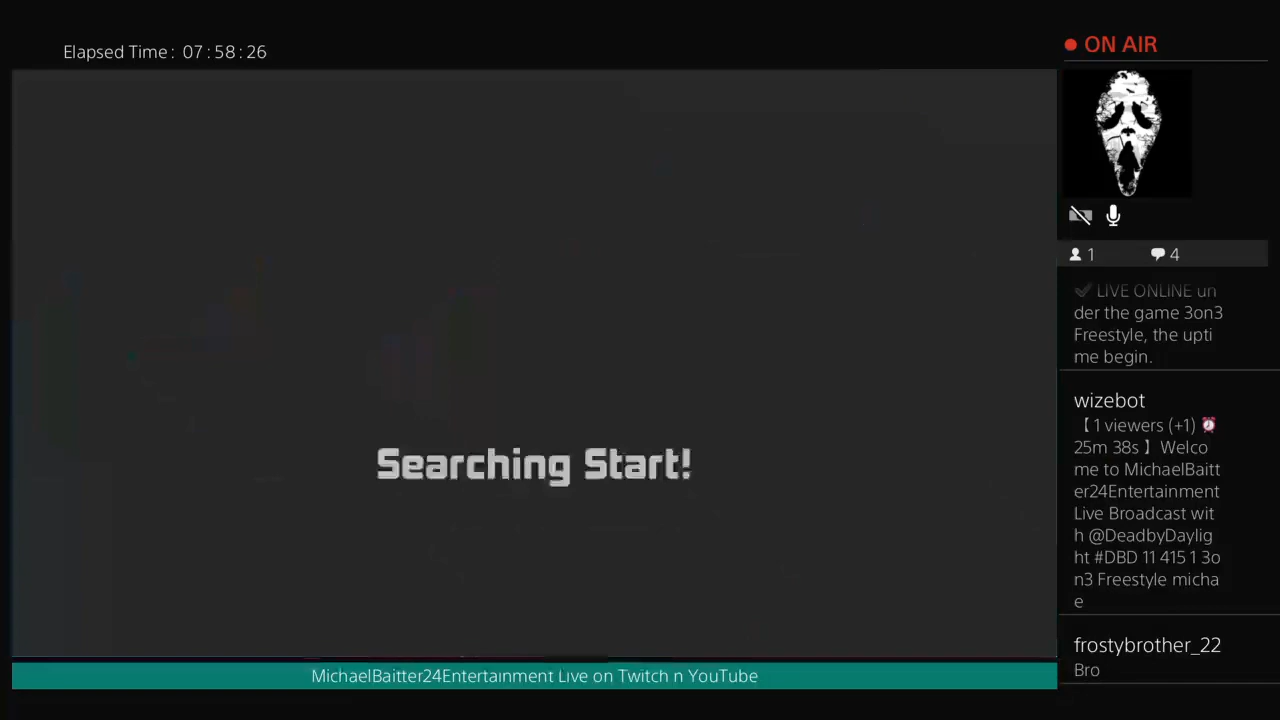 Elapsed Time: 07:58:26
ON AIR
1 4
LIVE ONLINE un
der the game 3on3
Freestyle, the upti
me begin.
wizebot
【1 viewers (+1) ⏰
25m 38s】Welco
me to MichaelBaitt
er24Entertainment
Live Broadcast wit
h @DeadbyDaylig
ht #DBD 11 415 1 3o
n3 Freestyle micha
e
Searching Start!
frostybrother_22
Bro
MichaelBaitter24Entertainment Live on Twitch n YouTube